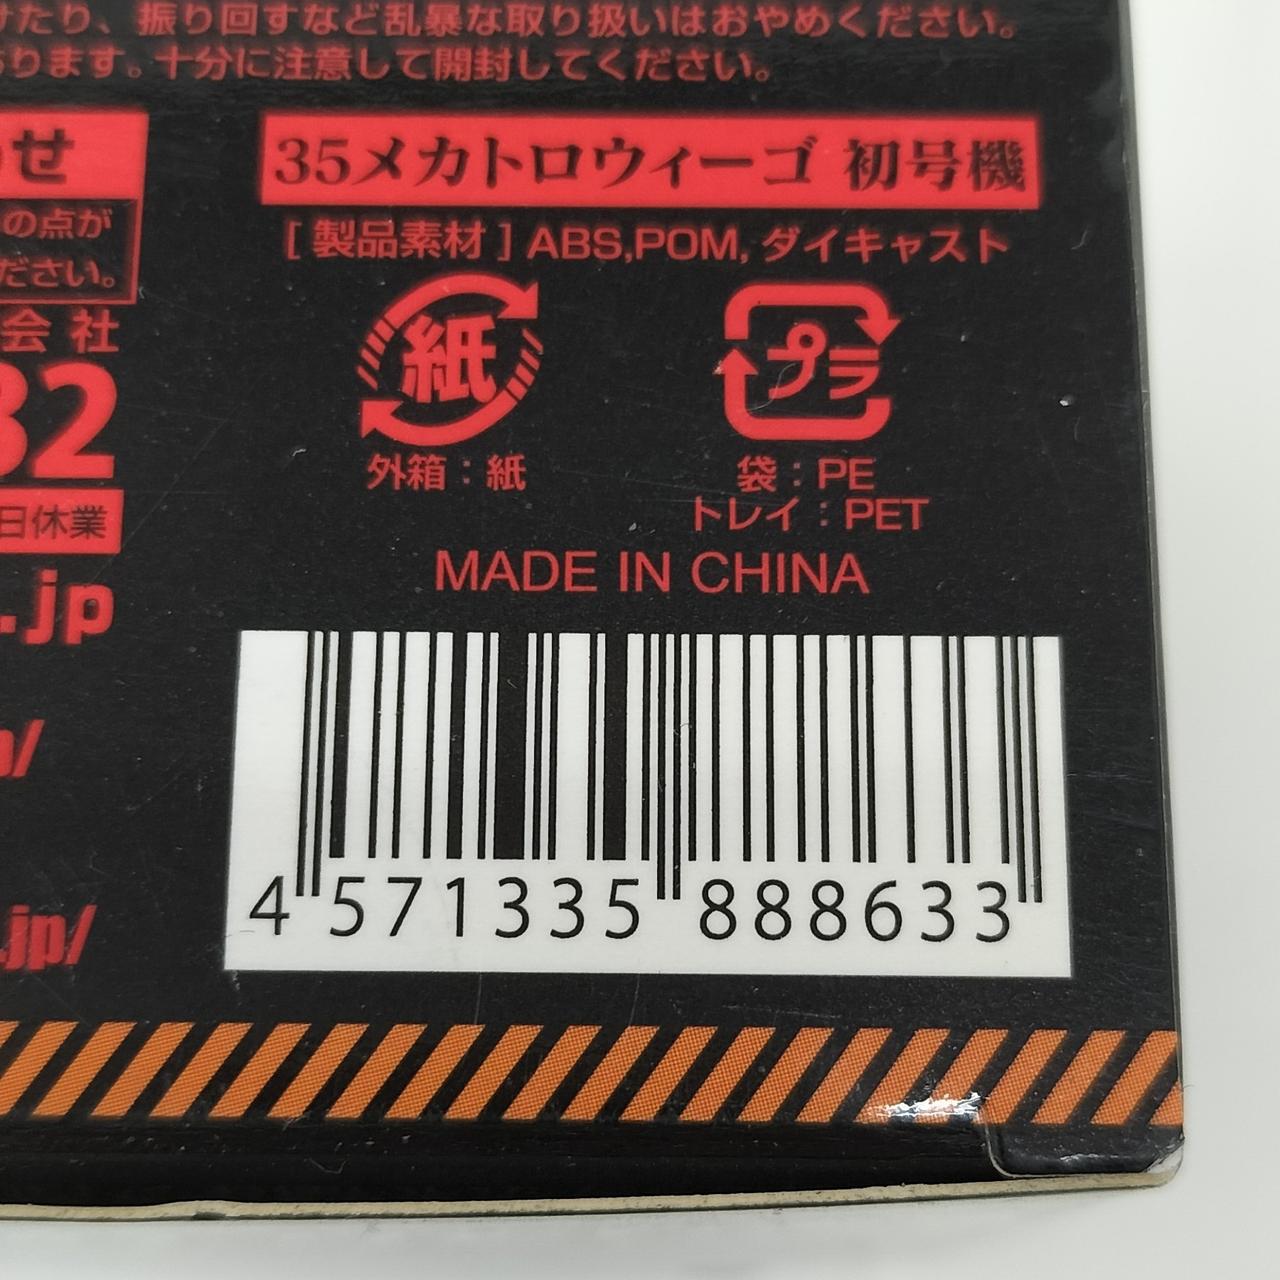 けたり、振り回すなど乱暴な取り扱いはおやめください。
あります。十分に注意して開封してください。
わせ
の点が
ださい。
会社
32
日休業
.jp
/
.jp/
35メカトロウィーゴ 初号機
[ 製品素材 ] ABS,POM, ダイキャスト
紙
プラ
外箱：紙
袋：PE
トレイ：PET
MADE IN CHINA
4 571335 888633